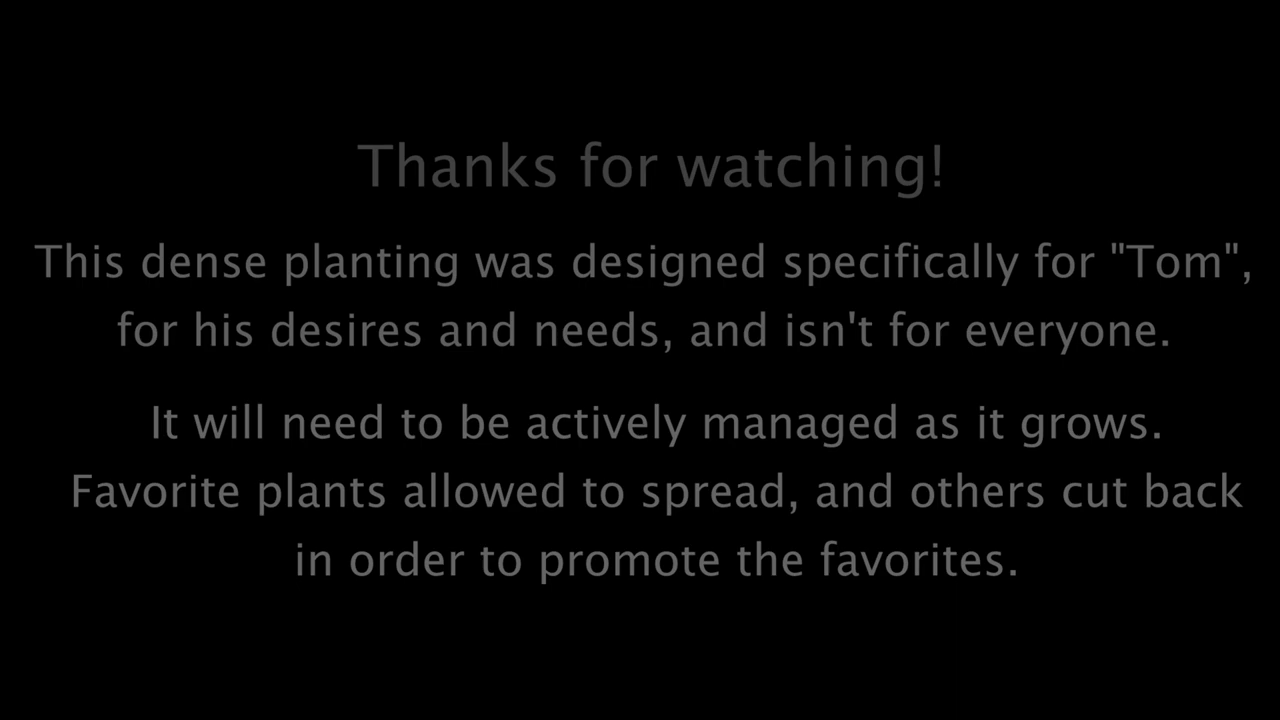 Thanks for watching!
This dense planting was designed specifically for "Tom",
for his desires and needs, and isn't for everyone.
It will need to be actively managed as it grows.
Favorite plants allowed to spread, and others cut back
in order to promote the favorites.